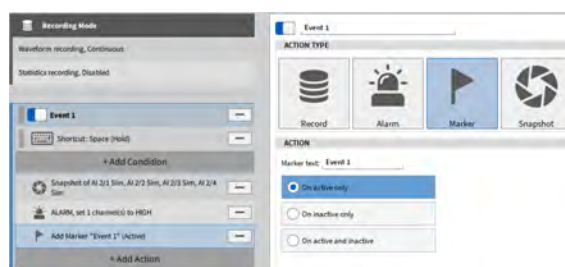 Recording Mode
Waveform recording, Continuous
Statistics recording, Disabled
Event 1
Shortcut: Space (Hold)
+ Add Condition
Snapshot of AI 2/1 Sim, AI 2/2 Sim, AI 2/3 Sim, AI 2/4
Sim
ALARM, set 1 channel(s) to HIGH
Add Marker "Event 1" (Active)
+ Add Action
Event 1
ACTION TYPE
Record
Alarm
Marker
Snapshot
ACTION
Marker text: Event 1
On active only
On inactive only
On active and inactive